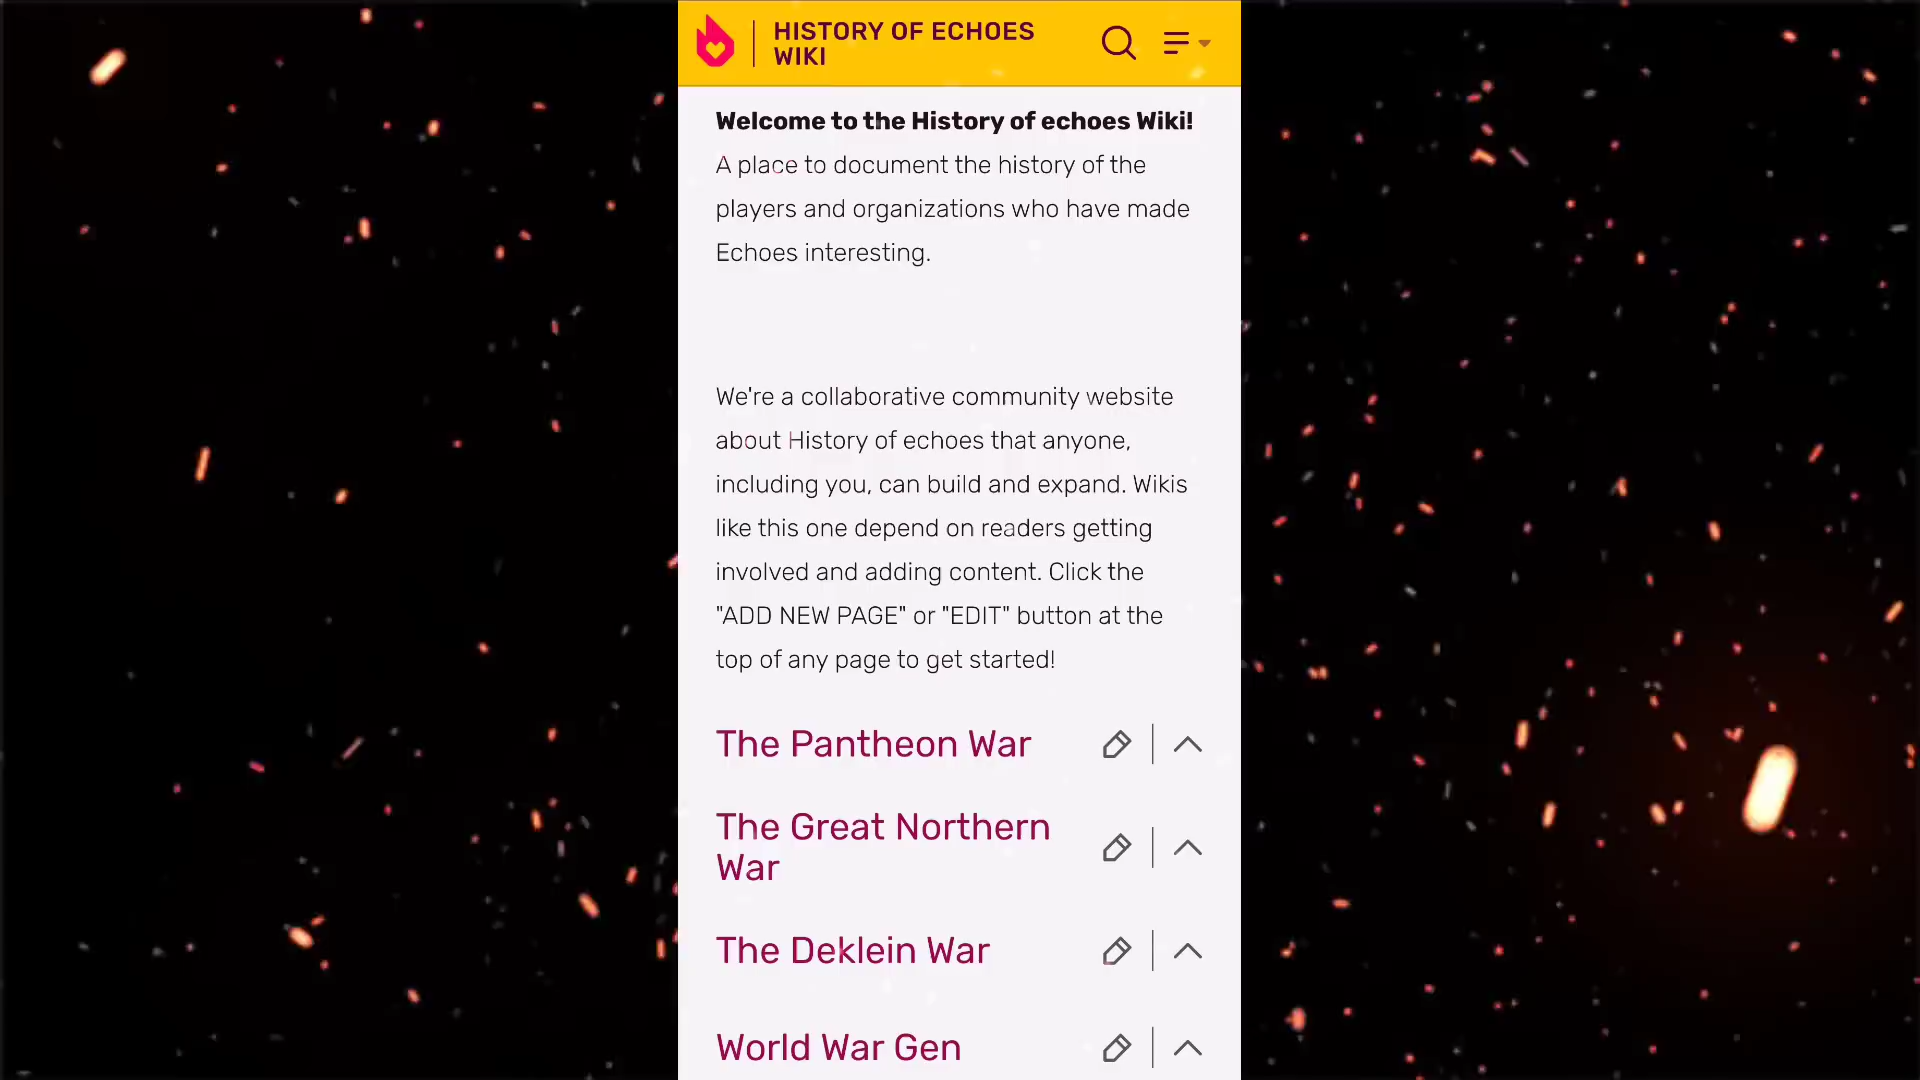 HISTORY OF ECHOES
WIKI
Welcome to the History of echoes Wiki!
A place to document the history of the
players and organizations who have made
Echoes interesting.
We're a collaborative community website
about History of echoes that anyone,
including you, can build and expand. Wikis
like this one depend on readers getting
involved and adding content. Click the
"ADD NEW PAGE" or "EDIT" button at the
top of any page to get started!
The Pantheon War
The Great Northern
War
The Deklein War
World War Gen